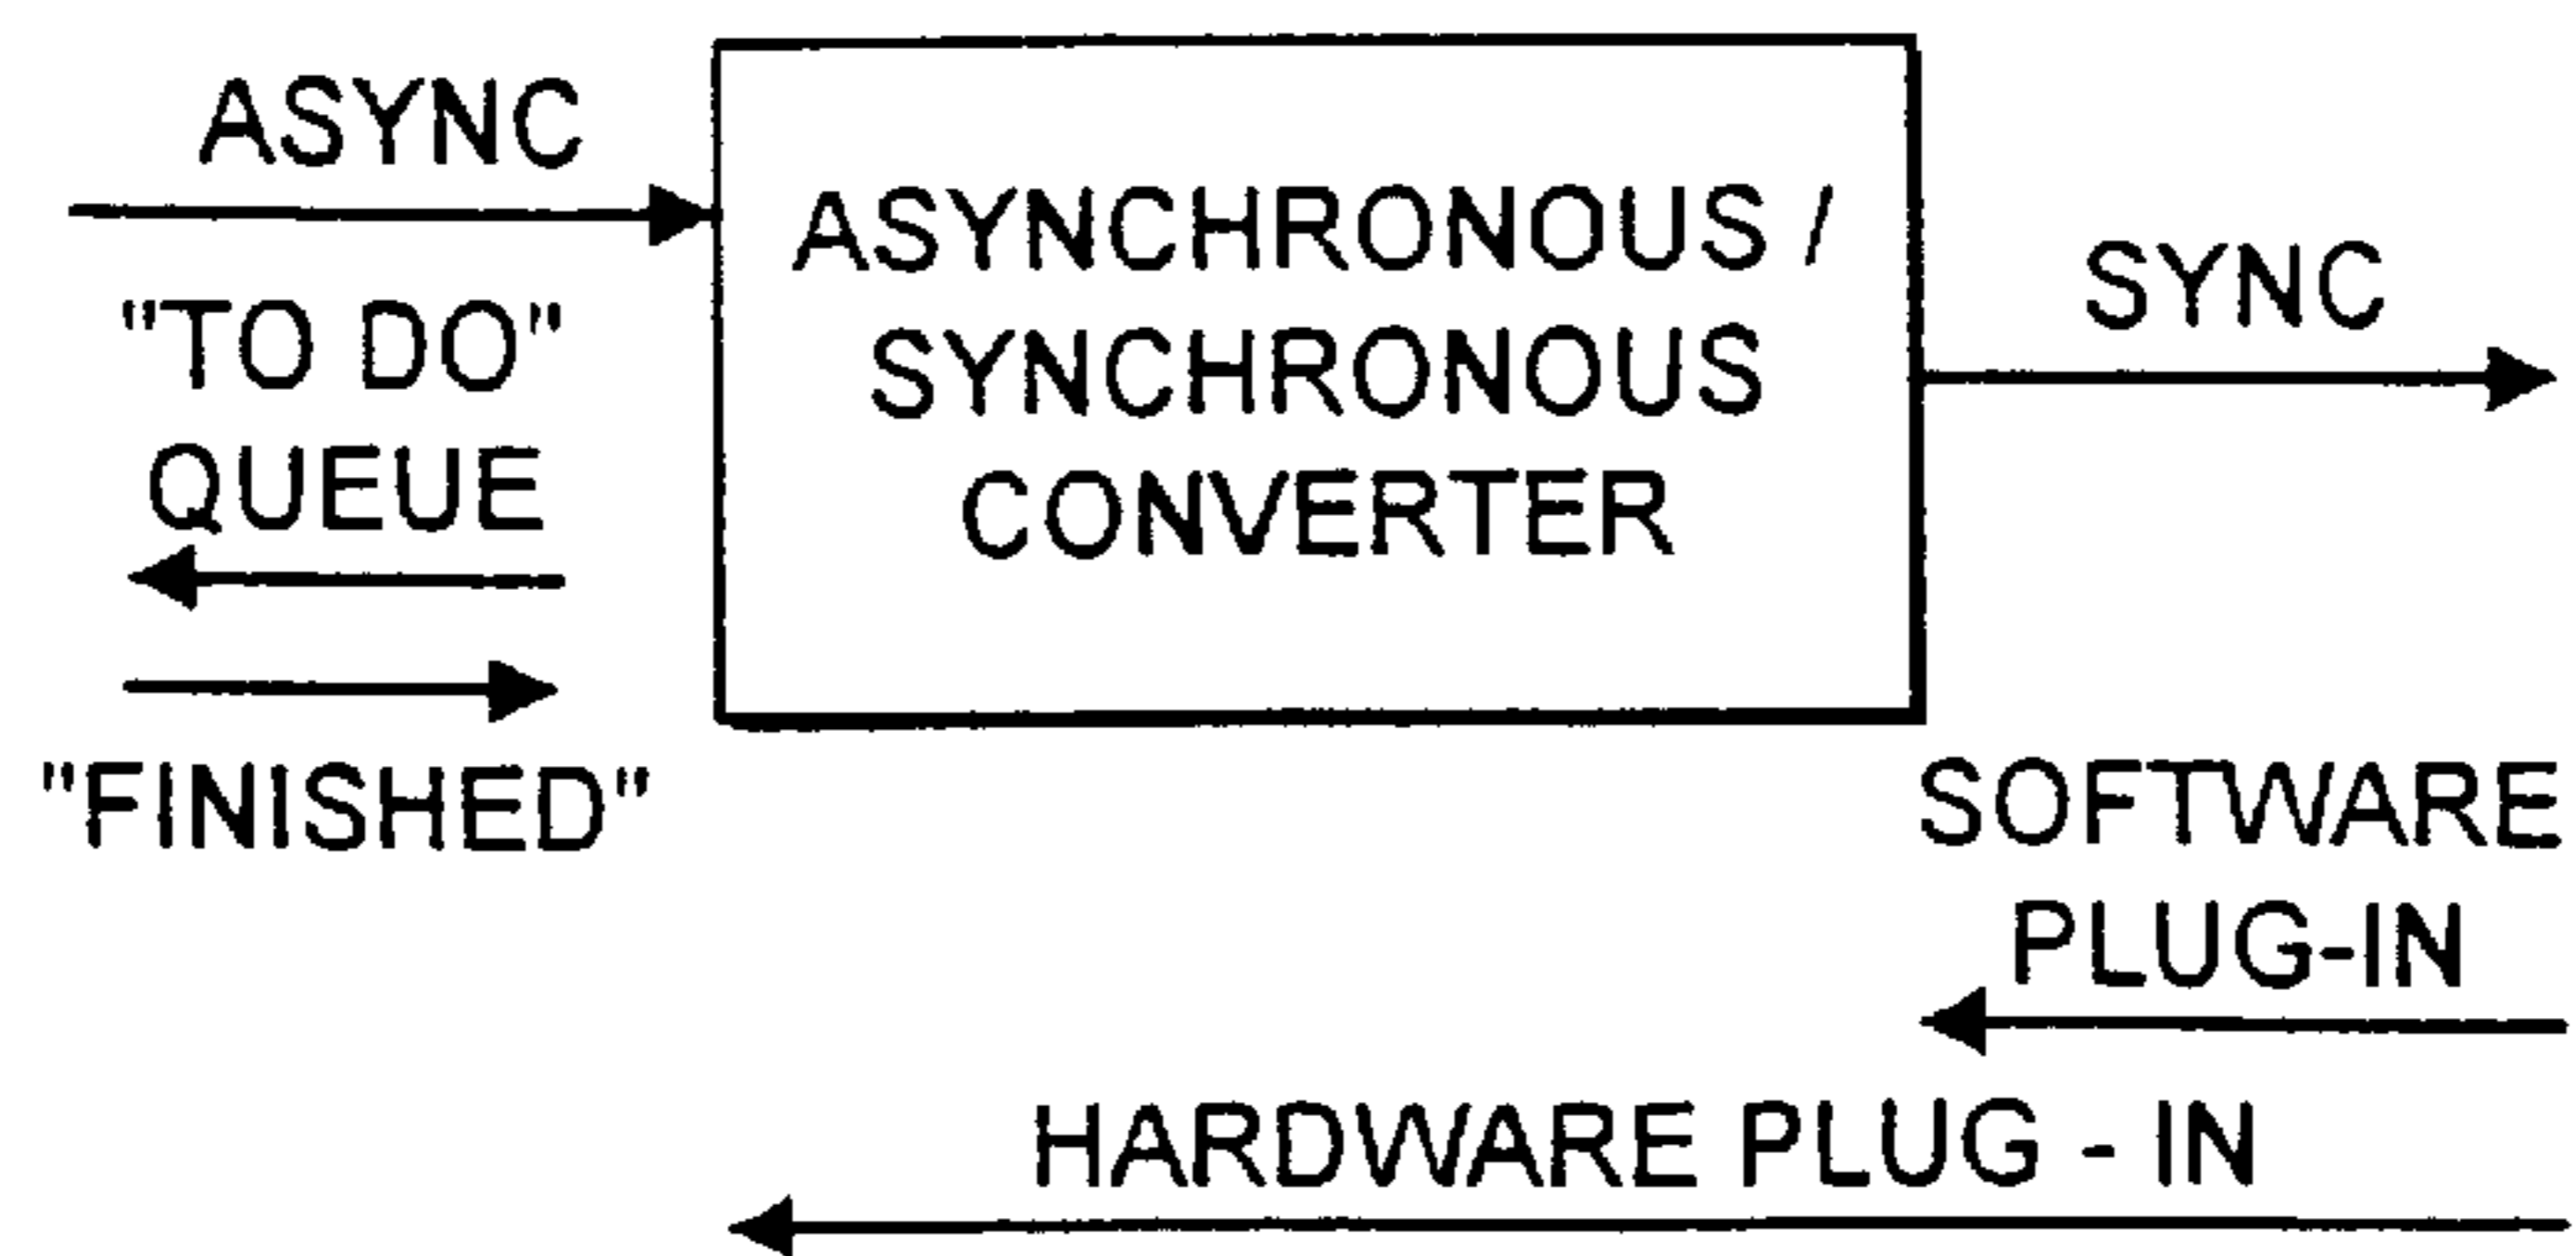 ASYNC
"TO DO"
QUEUE
"FINISHED"
ASYNCHRONOUS /
SYNCHRONOUS
CONVERTER
SYNC
SOFTWARE
PLUG-IN
HARDWARE PLUG - IN